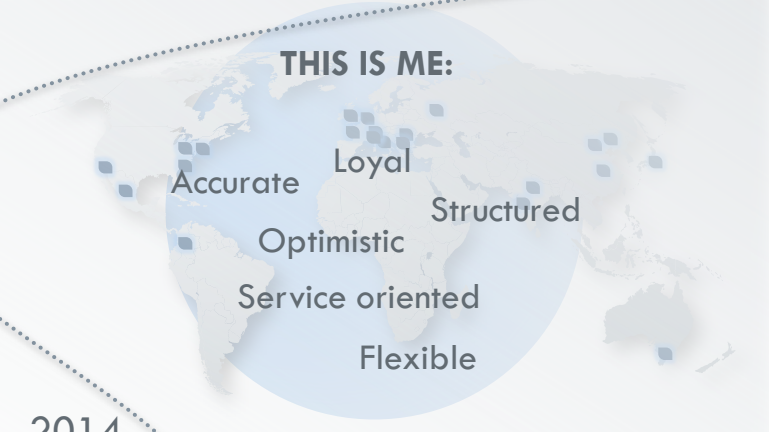 THIS IS ME:
Loyal
Accurate
Structured
Optimistic
Service oriented
Flexible
2014